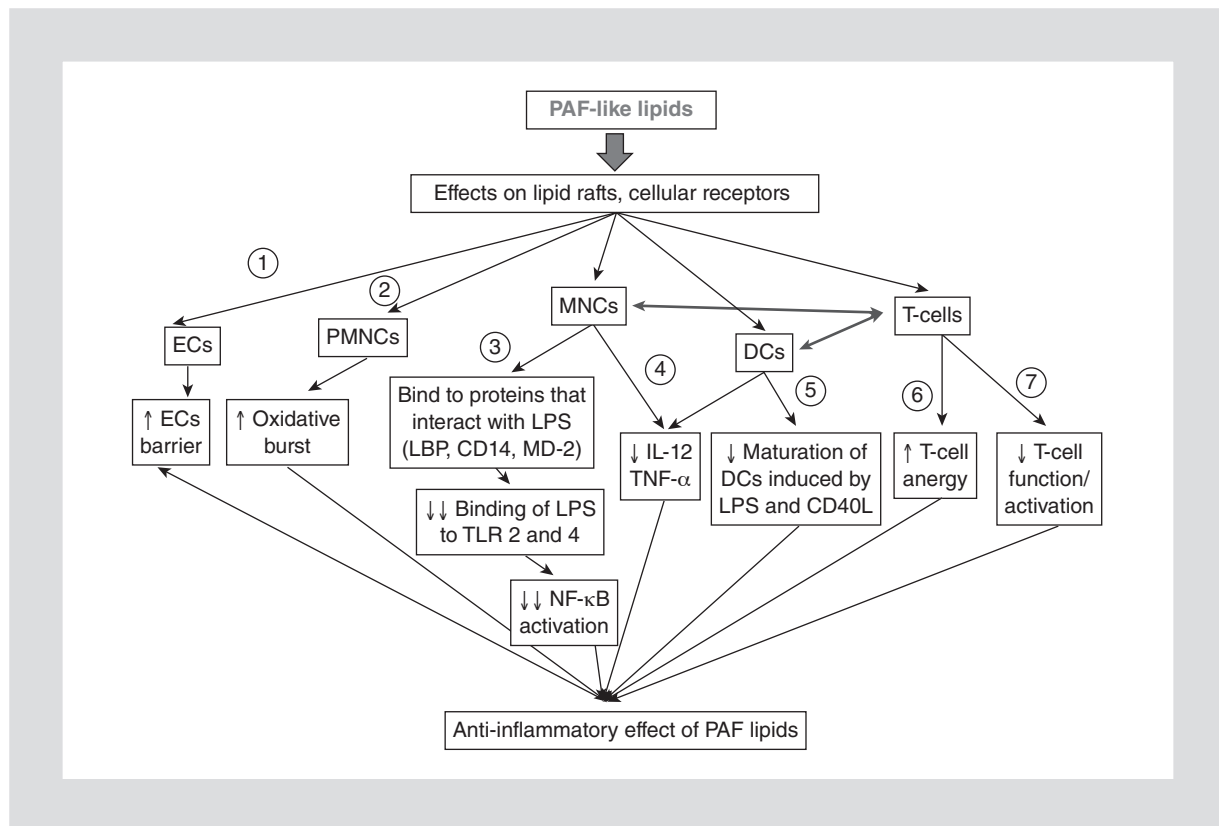 PAF-like lipids
Effects on lipid rafts, cellular receptors
1
2
MNCs
T-cells
ECs
PMNCs
DCs
3
4
5
6
7
↑ ECs
barrier
↑ Oxidative
burst
Bind to proteins that
interact with LPS
(LBP, CD14, MD-2)
↓ IL-12
TNF-α
↓ Maturation of
DCs induced by
LPS and CD40L
↑ T-cell
anergy
↓ T-cell
function/
activation
↓↓ Binding of LPS
to TLR 2 and 4
↓↓ NF-κB
activation
Anti-inflammatory effect of PAF lipids